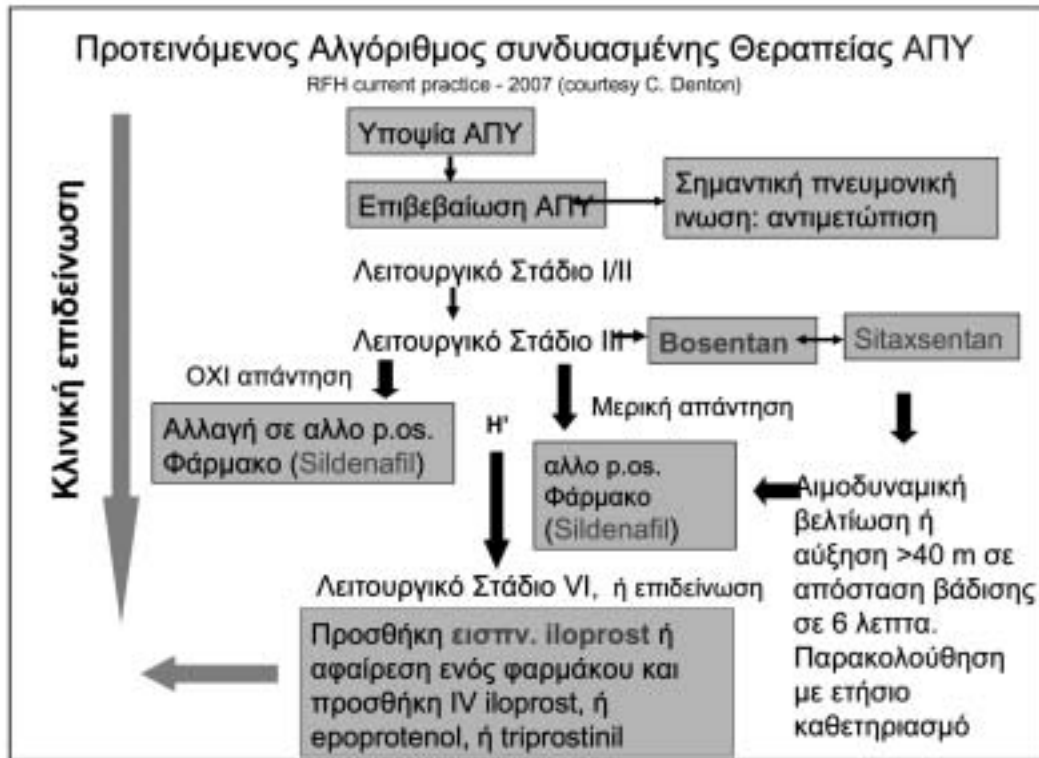 Προτεινόμενος Αλγόριθμος συνδυασμένης Θεραπείας ΑΠΥ
RFH current practice - 2007 (courtesy C. Denton)
Κλινική επιδείνωση
Υποψία ΑΠΥ
Επιβεβαίωση ΑΠΥ
Σημαντική πνευμονική
ινωση: αντιμετώπιση
Λειτουργικό Στάδιο I/II
Λειτουργικό Στάδιο III
Bosentan
Sitaxsentan
ΟΧΙ απάντηση
Αλλαγή σε αλλο p.os.
Φάρμακο (Sildenafil)
Η'
Μερική απάντηση
αλλο p.os.
Φάρμακο
(Sildenafil)
Αιμοδυναμική
βελτίωση ή
αύξηση >40 m σε
απόσταση βάδισης
σε 6 λεπτα.
Παρακολούθηση
με ετήσιο
καθετηριασμό
Λειτουργικό Στάδιο VI, ή επιδείνωση
Προσθήκη εισπν. iloprost ή
αφαίρεση ενός φαρμάκου και
προσθήκη IV iloprost, ή
epoprotenol, ή triprostinil